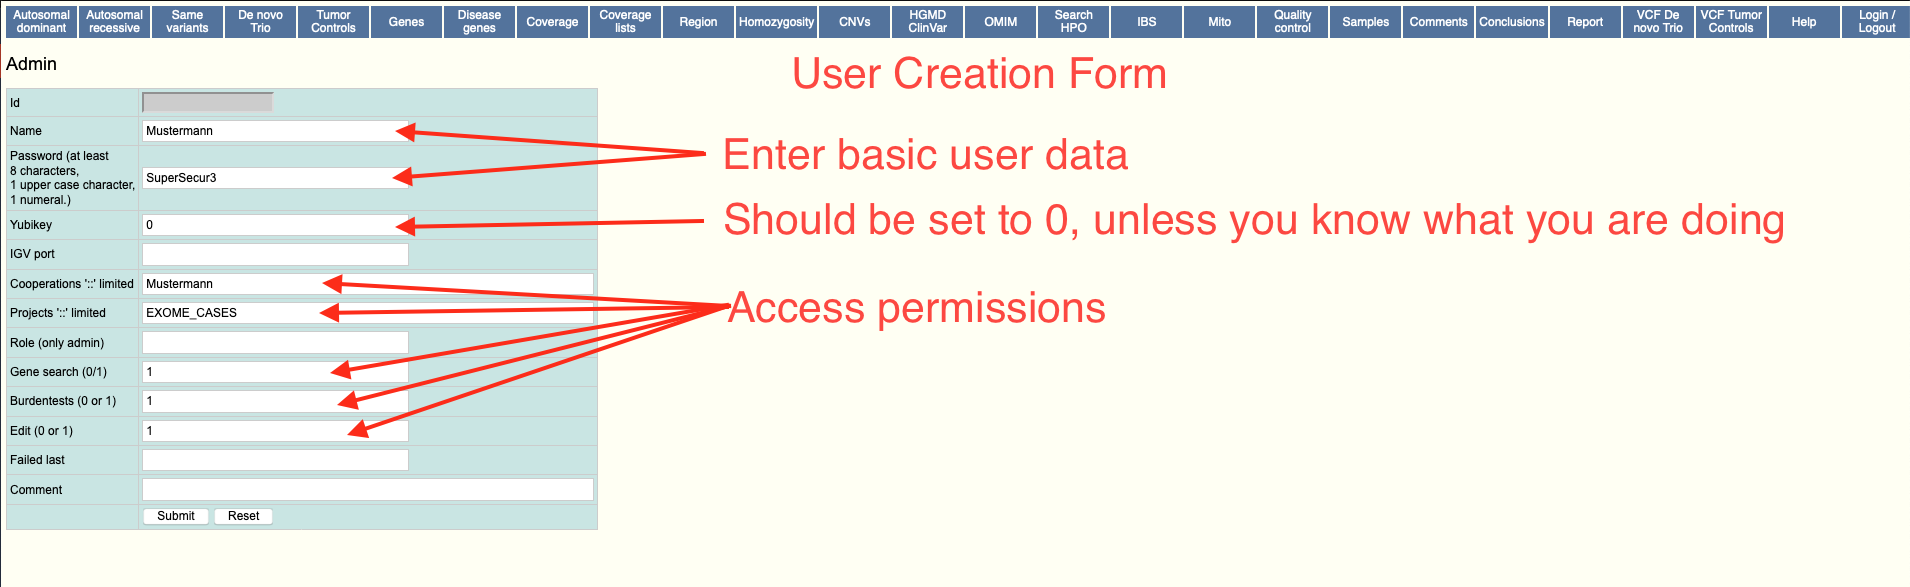 Autosomal dominant
Autosomal recessive
Same variants
De novo Trio
Tumor Controls
Genes
Disease genes
Coverage
Coverage lists
Region
Homozygosity
CNVs
HGMD ClinVar
OMIM
Search HPO
IBS
Mito
Quality control
Samples
Comments
Conclusions
Report
VCF De novo Trio
VCF Tumor Controls
Help
Login / Logout
Admin
User Creation Form
Id
Name Mustermann
Enter basic user data
Password (at least
8 characters,
1 upper case character,
1 numeral.)
SuperSecur3
Yubikey 0
Should be set to 0, unless you know what you are doing
IGV port
Cooperations '::' limited Mustermann
Projects '::' limited EXOME_CASES
Access permissions
Role (only admin)
Gene search (0/1) 1
Burdentests (0 or 1) 1
Edit (0 or 1) 1
Failed last
Comment
Submit Reset